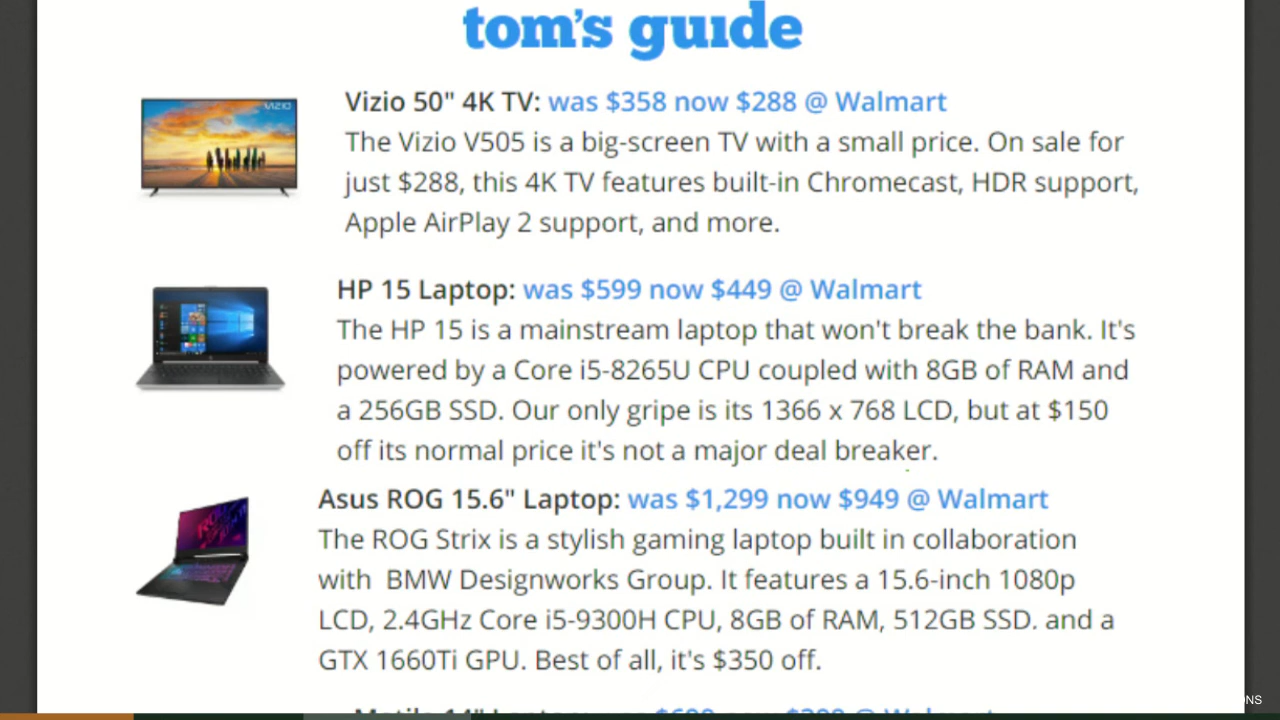 tom's guide
VIZIO
Vizio 50" 4K TV: was $358 now $288 @ Walmart
The Vizio V505 is a big-screen TV with a small price. On sale for
just $288, this 4K TV features built-in Chromecast, HDR support,
Apple AirPlay 2 support, and more.
HP 15 Laptop: was $599 now $449 @ Walmart
The HP 15 is a mainstream laptop that won't break the bank. It's
powered by a Core i5-8265U CPU coupled with 8GB of RAM and
a 256GB SSD. Our only gripe is its 1366 x 768 LCD, but at $150
off its normal price it's not a major deal breaker.
Asus ROG 15.6" Laptop: was $1,299 now $949 @ Walmart
The ROG Strix is a stylish gaming laptop built in collaboration
with BMW Designworks Group. It features a 15.6-inch 1080p
LCD, 2.4GHz Core i5-9300H CPU, 8GB of RAM, 512GB SSD. and a
GTX 1660Ti GPU. Best of all, it's $350 off.